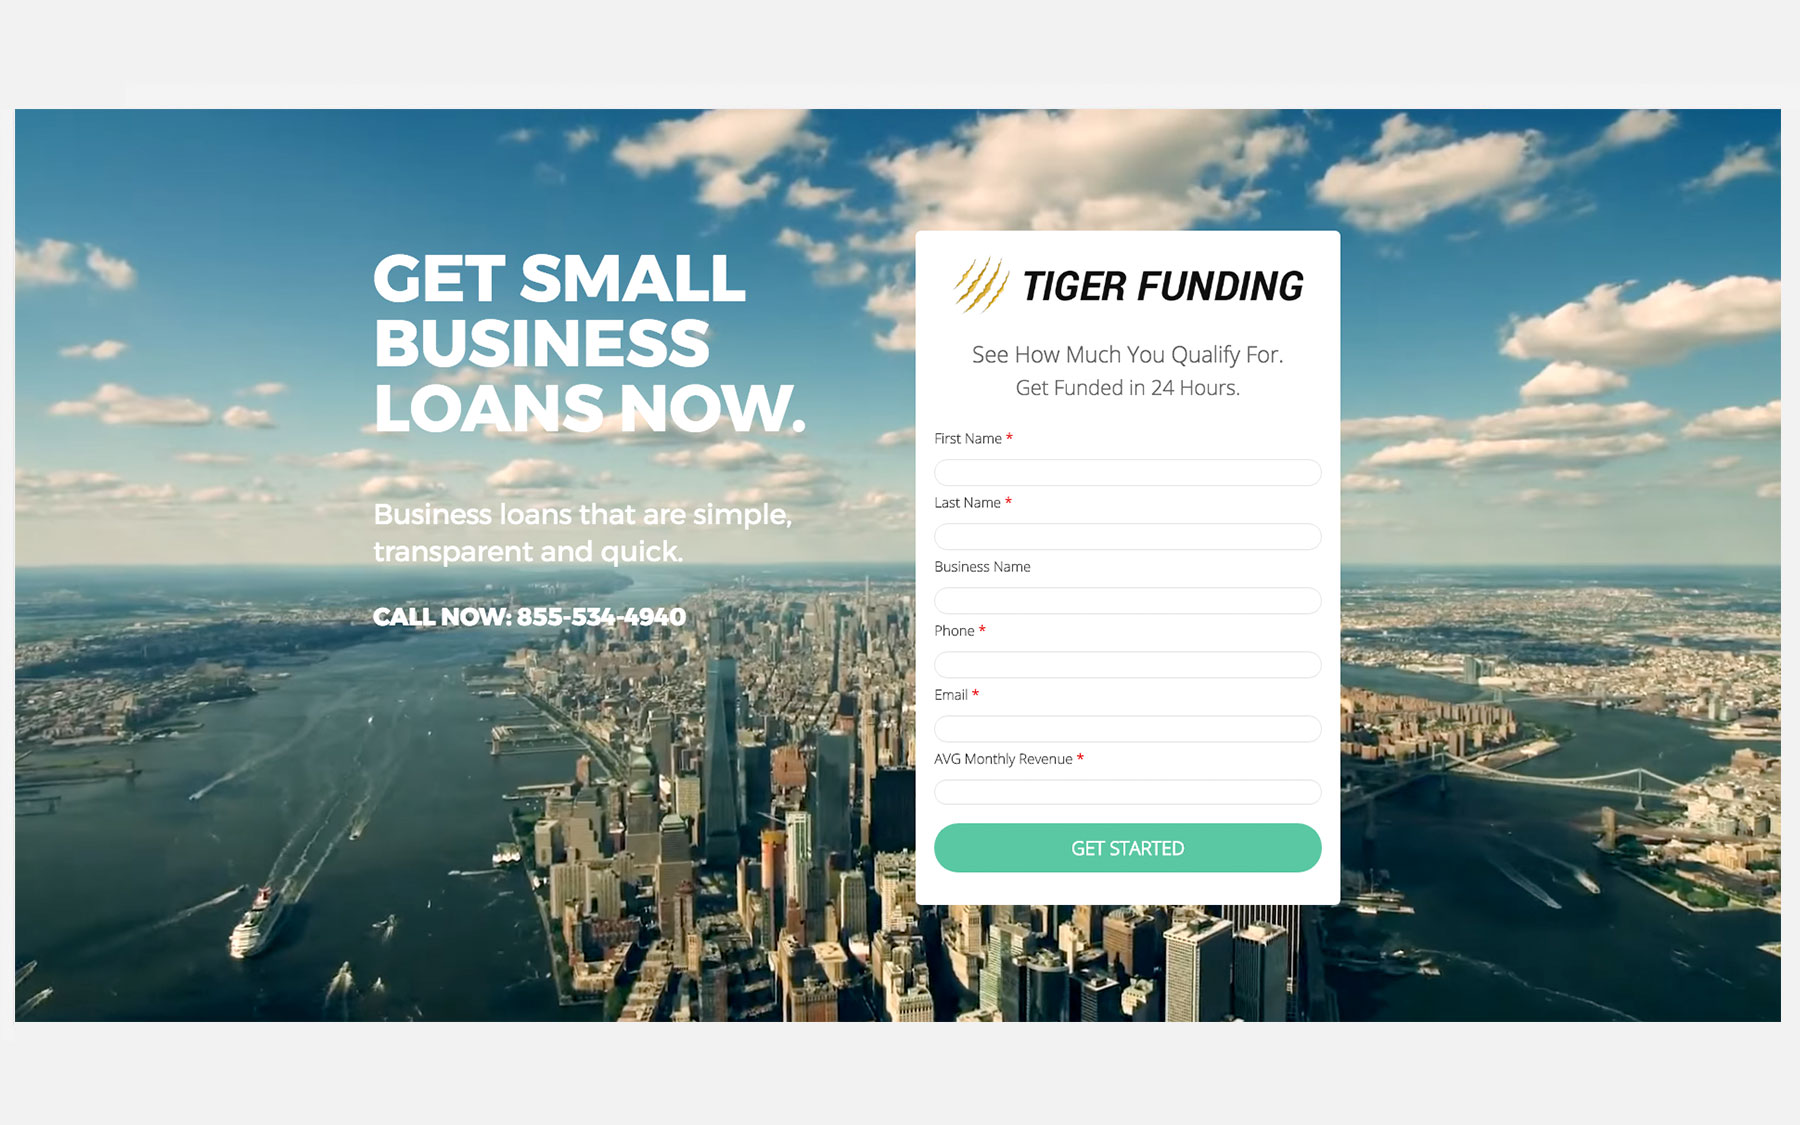 GET SMALL
BUSINESS
LOANS NOW.
Business loans that are simple,
transparent and quick.
CALL NOW: 855-534-4940
TIGER FUNDING
See How Much You Qualify For.
Get Funded in 24 Hours.
First Name *
Last Name *
Business Name
Phone *
Email *
AVG Monthly Revenue *
GET STARTED